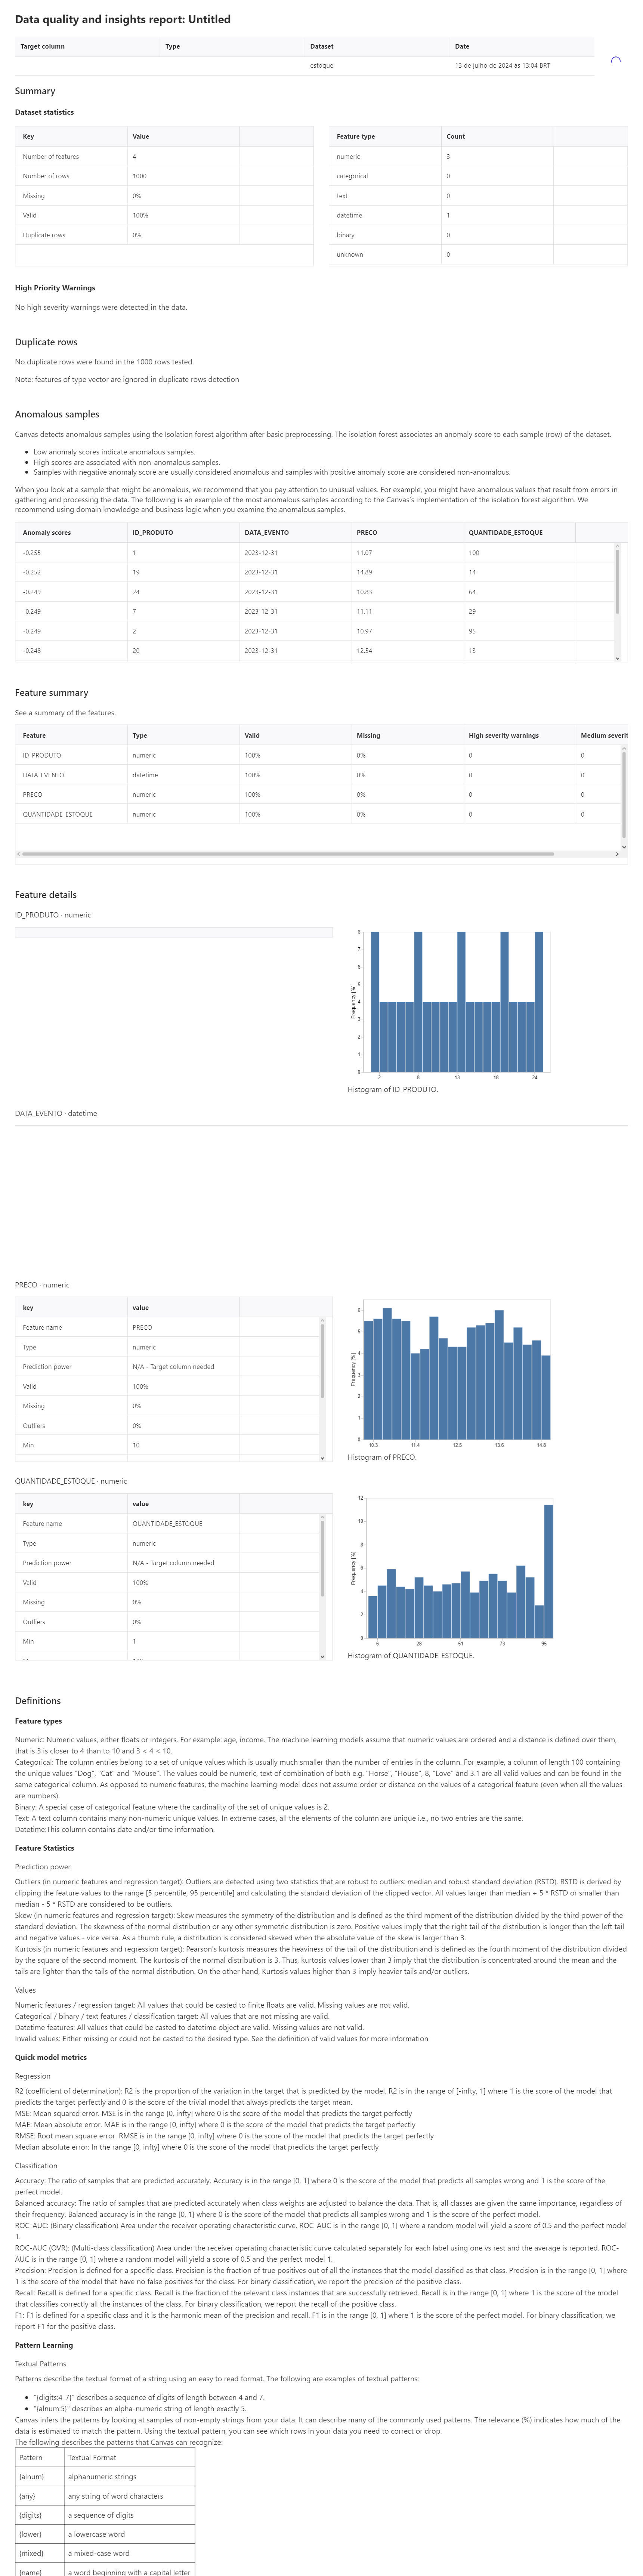 Data quality and insights report: Untitled
Target column Type Dataset Date
estoque 13 de julho de 2024 às 13:04 BRT
Summary
Dataset statistics
Key Value
Number of features 4
Number of rows 1000
Missing 0%
Valid 100%
Duplicate rows 0%
Feature type Count
numeric 3
categorical 0
text 0
datetime 1
binary 0
unknown 0
High Priority Warnings
No high severity warnings were detected in the data.
Duplicate rows
No duplicate rows were found in the 1000 rows tested.
Note: features of type vector are ignored in duplicate rows detection
Anomalous samples
Canvas detects anomalous samples using the Isolation forest algorithm after basic preprocessing. The isolation forest associates an anomaly score to each sample (row) of the dataset.
• Low anomaly scores indicate anomalous samples.
• High scores are associated with non-anomalous samples.
• Samples with negative anomaly score are usually considered anomalous and samples with positive anomaly score are considered non-anomalous.
When you look at a sample that might be anomalous, we recommend that you pay attention to unusual values. For example, you might have anomalous values that result from errors in
gathering and processing the data. The following is an example of the most anomalous samples according to the Canvas's implementation of the isolation forest algorithm. We
recommend using domain knowledge and business logic when you examine the anomalous samples.
Anomaly scores ID_PRODUTO DATA_EVENTO PRECO QUANTIDADE_ESTOQUE
-0.255 1 2023-12-31 11.07 100
-0.252 19 2023-12-31 14.89 14
-0.249 24 2023-12-31 10.83 64
-0.249 7 2023-12-31 11.11 29
-0.249 2 2023-12-31 10.97 95
-0.248 20 2023-12-31 12.54 13
Feature summary
See a summary of the features.
Feature Type Valid Missing High severity warnings Medium severit
ID_PRODUTO numeric 100% 0% 0 0
DATA_EVENTO datetime 100% 0% 0 0
PRECO numeric 100% 0% 0 0
QUANTIDADE_ESTOQUE numeric 100% 0% 0 0
Feature details
ID_PRODUTO · numeric
Frequency [%]
8
7
6
5
4
3
2
1
0
2 8 13 18 24
Histogram of ID_PRODUTO.
DATA_EVENTO · datetime
PRECO · numeric
key value
Feature name PRECO
Type numeric
Prediction power N/A - Target column needed
Valid 100%
Missing 0%
Outliers 0%
Min 10
Frequency [%]
6
5
4
3
2
1
0
10.3 11.4 12.5 13.6 14.8
Histogram of PRECO.
QUANTIDADE_ESTOQUE · numeric
key value
Feature name QUANTIDADE_ESTOQUE
Type numeric
Prediction power N/A - Target column needed
Valid 100%
Missing 0%
Outliers 0%
Min 1
Frequency [%]
12
10
8
6
4
2
0
6 28 51 73 95
Histogram of QUANTIDADE_ESTOQUE.
Definitions
Feature types
Numeric: Numeric values, either floats or integers. For example: age, income. The machine learning models assume that numeric values are ordered and a distance is defined over them,
that is 3 is closer to 4 than to 10 and 3 < 4 < 10.
Categorical: The column entries belong to a set of unique values which is usually much smaller than the number of entries in the column. For example, a column of length 100 containing
the unique values "Dog", "Cat" and "Mouse". The values could be numeric, text of combination of both e.g. "Horse", "House", 8, "Love" and 3.1 are all valid values and can be found in the
same categorical column. As opposed to numeric features, the machine learning model does not assume order or distance on the values of a categorical feature (even when all the values
are numbers).
Binary: A special case of categorical feature where the cardinality of the set of unique values is 2.
Text: A text column contains many non-numeric unique values. In extreme cases, all the elements of the column are unique i.e., no two entries are the same.
Datetime:This column contains date and/or time information.
Feature Statistics
Prediction power
Outliers (in numeric features and regression target): Outliers are detected using two statistics that are robust to outliers: median and robust standard deviation (RSTD). RSTD is derived by
clipping the feature values to the range [5 percentile, 95 percentile] and calculating the standard deviation of the clipped vector. All values larger than median + 5 * RSTD or smaller than
median - 5 * RSTD are considered to be outliers.
Skew (in numeric features and regression target): Skew measures the symmetry of the distribution and is defined as the third moment of the distribution divided by the third power of the
standard deviation. The skewness of the normal distribution or any other symmetric distribution is zero. Positive values imply that the right tail of the distribution is longer than the left tail
and negative values - vice versa. As a thumb rule, a distribution is considered skewed when the absolute value of the skew is larger than 3.
Kurtosis (in numeric features and regression target): Pearson's kurtosis measures the heaviness of the tail of the distribution and is defined as the fourth moment of the distribution divided
by the square of the second moment. The kurtosis of the normal distribution is 3. Thus, kurtosis values lower than 3 imply that the distribution is concentrated around the mean and the
tails are lighter than the tails of the normal distribution. On the other hand, Kurtosis values higher than 3 imply heavier tails and/or outliers.
Values
Numeric features / regression target: All values that could be casted to finite floats are valid. Missing values are not valid.
Categorical / binary / text features / classification target: All values that are not missing are valid.
Datetime features: All values that could be casted to datetime object are valid. Missing values are not valid.
Invalid values: Either missing or could not be casted to the desired type. See the definition of valid values for more information
Quick model metrics
Regression
R2 (coefficient of determination): R2 is the proportion of the variation in the target that is predicted by the model. R2 is in the range of [-infty, 1] where 1 is the score of the model that
predicts the target perfectly and 0 is the score of the trivial model that always predicts the target mean.
MSE: Mean squared error. MSE is in the range [0, infty] where 0 is the score of the model that predicts the target perfectly
MAE: Mean absolute error. MAE is in the range [0, infty] where 0 is the score of the model that predicts the target perfectly
RMSE: Root mean square error. RMSE is in the range [0, infty] where 0 is the score of the model that predicts the target perfectly
Median absolute error: In the range [0, infty] where 0 is the score of the model that predicts the target perfectly
Classification
Accuracy: The ratio of samples that are predicted accurately. Accuracy is in the range [0, 1] where 0 is the score of the model that predicts all samples wrong and 1 is the score of the
perfect model.
Balanced accuracy: The ratio of samples that are predicted accurately when class weights are adjusted to balance the data. That is, all classes are given the same importance, regardless of
their frequency. Balanced accuracy is in the range [0, 1] where 0 is the score of the model that predicts all samples wrong and 1 is the score of the perfect model.
ROC-AUC: (Binary classification) Area under the receiver operating characteristic curve. ROC-AUC is in the range [0, 1] where a random model will yield a score of 0.5 and the perfect model
1.
ROC-AUC (OVR): (Multi-class classification) Area under the receiver operating characteristic curve calculated separately for each label using one vs rest and the average is reported. ROC-
AUC is in the range [0, 1] where a random model will yield a score of 0.5 and the perfect model 1.
Precision: Precision is defined for a specific class. Precision is the fraction of true positives out of all the instances that the model classified as that class. Precision is in the range [0, 1] where
1 is the score of the model that have no false positives for the class. For binary classification, we report the precision of the positive class.
Recall: Recall is defined for a specific class. Recall is the fraction of the relevant class instances that are successfully retrieved. Recall is in the range [0, 1] where 1 is the score of the model
that classifies correctly all the instances of the class. For binary classification, we report the recall of the positive class.
F1: F1 is defined for a specific class and it is the harmonic mean of the precision and recall. F1 is in the range [0, 1] where 1 is the score of the perfect model. For binary classification, we
report F1 for the positive class.
Pattern Learning
Textual Patterns
Patterns describe the textual format of a string using an easy to read format. The following are examples of textual patterns:
• "{digits:4-7}" describes a sequence of digits of length between 4 and 7.
• "{alnum:5}" describes an alpha-numeric string of length exactly 5.
Canvas infers the patterns by looking at samples of non-empty strings from your data. It can describe many of the commonly used patterns. The relevance (%) indicates how much of the
data is estimated to match the pattern. Using the textual pattern, you can see which rows in your data you need to correct or drop.
The following describes the patterns that Canvas can recognize:
Pattern Textual Format
{alnum} alphanumeric strings
{any} any string of word characters
{digits} a sequence of digits
{lower} a lowercase word
{mixed} a mixed-case word
{name} a word beginning with a capital letter